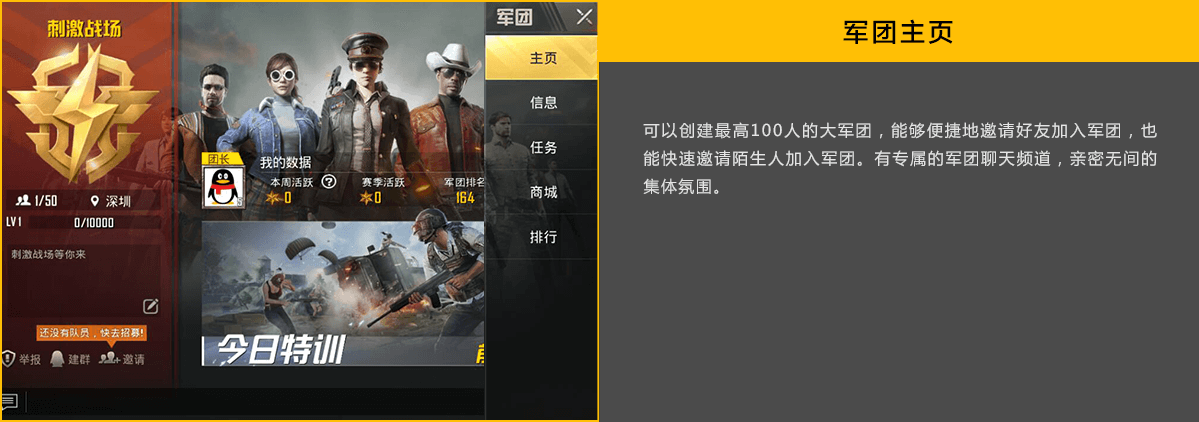 刺激战场
军团
主页
信息
任务
商城
排行
团长
我的数据
本周活跃
赛季活跃
军团排名
0
0
164
1/50
深圳
LV1
0/10000
刺激战场等你来
还没有队员，快去招募!
举报
建群
邀请
今日特训
军团主页
可以创建最高100人的大军团，能够便捷地邀请好友加入军团，也
能快速邀请陌生人加入军团。有专属的军团聊天频道，亲密无间的
集体氛围。